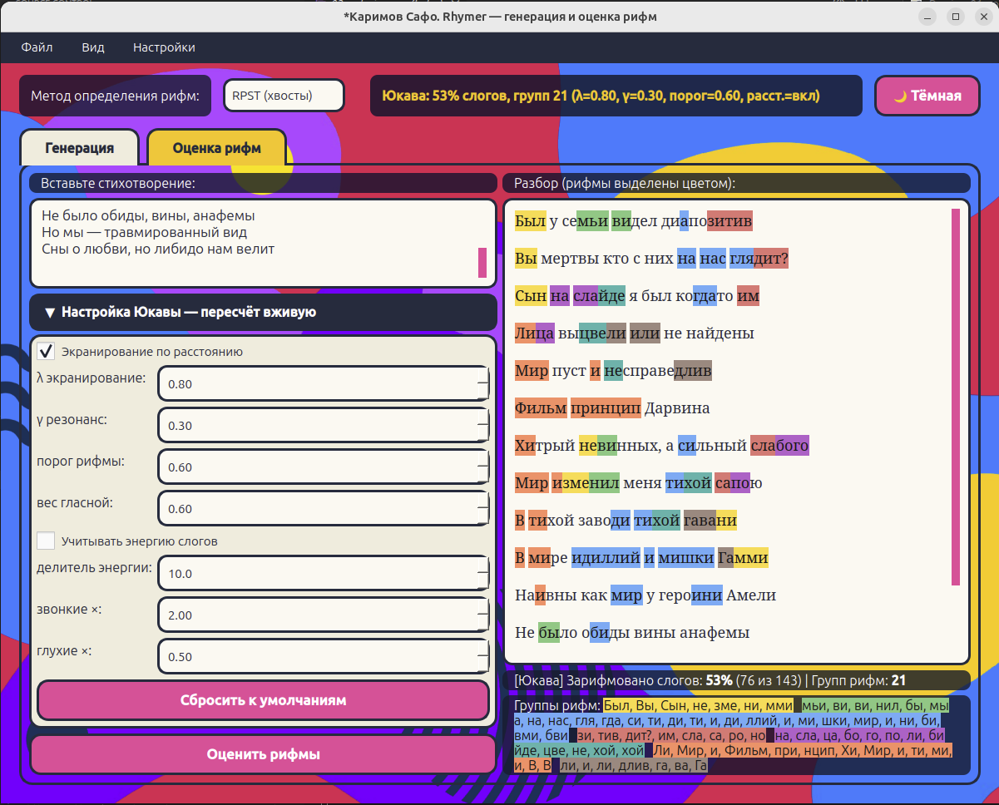 *Каримов Сафо. Rhymer — генерация и оценка рифм
Файл Вид Настройки
Метод определения рифм: RPST (хвосты) Юкава: 53% слогов, групп 21 (λ=0.80, γ=0.30, порог=0.60, расст.=вкл) 🌙 Тёмная
Генерация Оценка рифм
Вставьте стихотворение:
Не было обиды, вины, анафемы
Но мы — травмированный вид
Сны о любви, но либидо нам велит
▼ Настройка Юкавы — пересчёт вживую
Экранирование по расстоянию
λ экранирование: 0.80
γ резонанс: 0.30
порог рифмы: 0.60
вес гласной: 0.60
Учитывать энергию слогов
делитель энергии: 10.0
звонкие ×: 2.00
глухие ×: 0.50
Сбросить к умолчаниям
Оценить рифмы
Разбор (рифмы выделены цветом):
Был у семьи видел диапозитив
Вы мертвы кто с них на нас глядит?
Сын на слайде я был когдато им
Лица выцвели или не найдены
Мир пуст и несправедлив
Фильм принцип Дарвина
Хитрый невинных, а сильный слабого
Мир изменил меня тихой сапою
В тихой заводи тихой гавани
В мире идиллий и мишки Гамми
Наивны как мир у героини Амели
Не было обиды вины анафемы
[Юкава] Зарифмовано слогов: 53% (76 из 143) | Групп рифм: 21
Группы рифм: Был, Вы, Сын, не, зме, ни, мми мьи, ви, ви, нил, бы, мы
а, на, нас, гля, гда, си, ти, ди, ти, и, ди, ллий, и, ми, шки, мир, и, ни, би,
вми, бви зи, тив, дит?, им, сла, са, ро, но на, сла, ца, бо, го, по, ли, би
йде, цве, не, хой, хой Ли, Мир, и, Фильм, при, нцип, Хи, Мир, и, ти, ми,
и, В, В ли, и, ли, длив, га, ва, Га